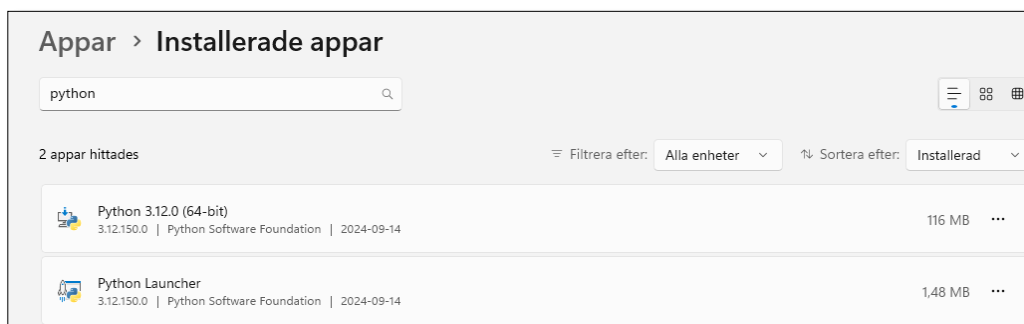 Appar > Installerade appar
python
2 appar hittades Filtrera efter: Alla enheter Sortera efter: Installerad
Python 3.12.0 (64-bit)
3.12.150.0 | Python Software Foundation | 2024-09-14
116 MB
Python Launcher
3.12.150.0 | Python Software Foundation | 2024-09-14
1,48 MB